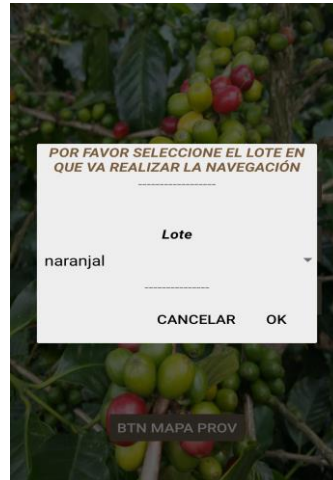 POR FAVOR SELECCIONE EL LOTE EN
QUE VA REALIZAR LA NAVEGACIÓN
------------------
Lote
naranjal
---------------
CANCELAR OK
BTN MAPA PROV